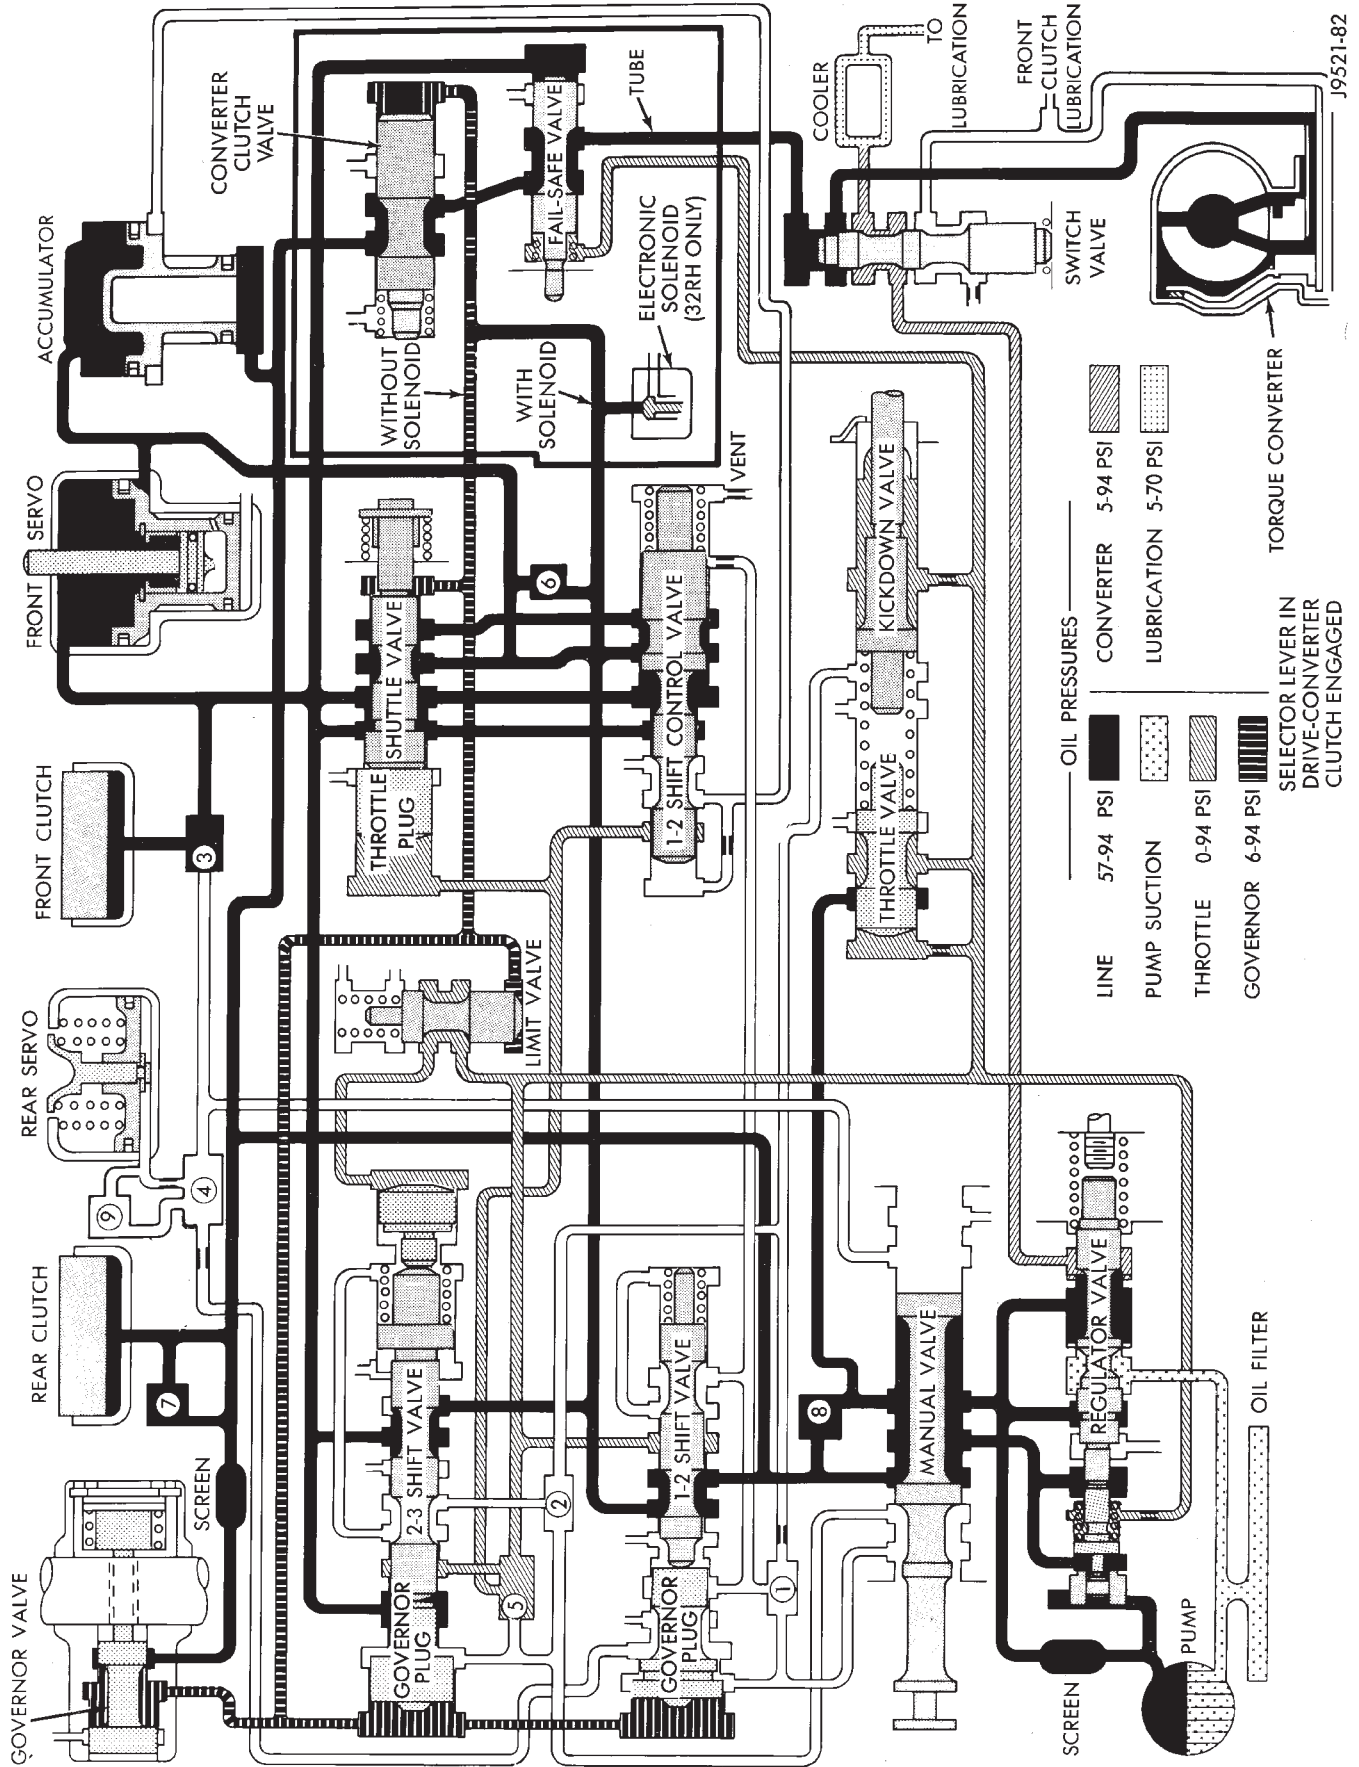 GOVERNOR VALVE
REAR CLUTCH
REAR SERVO
FRONT CLUTCH
FRONT SERVO
ACCUMULATOR
SCREEN
7
9
4
3
CONVERTER
CLUTCH
VALVE
GOVERNOR
PLUG
2-3 SHIFT VALVE
LIMIT VALVE
THROTTLE
PLUG
SHUTTLE VALVE
WITHOUT
SOLENOID
FAIL-SAFE VALVE
TUBE
5
2
6
WITH
SOLENOID
ELECTRONIC
SOLENOID
(32RH ONLY)
GOVERNOR
PLUG
1-2 SHIFT VALVE
1-2 SHIFT CONTROL VALVE
VENT
1
8
COOLER
TO
LUBRICATION
FRONT
CLUTCH
LUBRICATION
MANUAL VALVE
THROTTLE VALVE
KICKDOWN VALVE
SWITCH
VALVE
SCREEN
PUMP
REGULATOR VALVE
OIL FILTER
OIL PRESSURES
LINE 57-94 PSI
CONVERTER 5-94 PSI
PUMP SUCTION
LUBRICATION 5-70 PSI
THROTTLE 0-94 PSI
GOVERNOR 6-94 PSI
SELECTOR LEVER IN
DRIVE-CONVERTER
CLUTCH ENGAGED
TORQUE CONVERTER
J9521-82